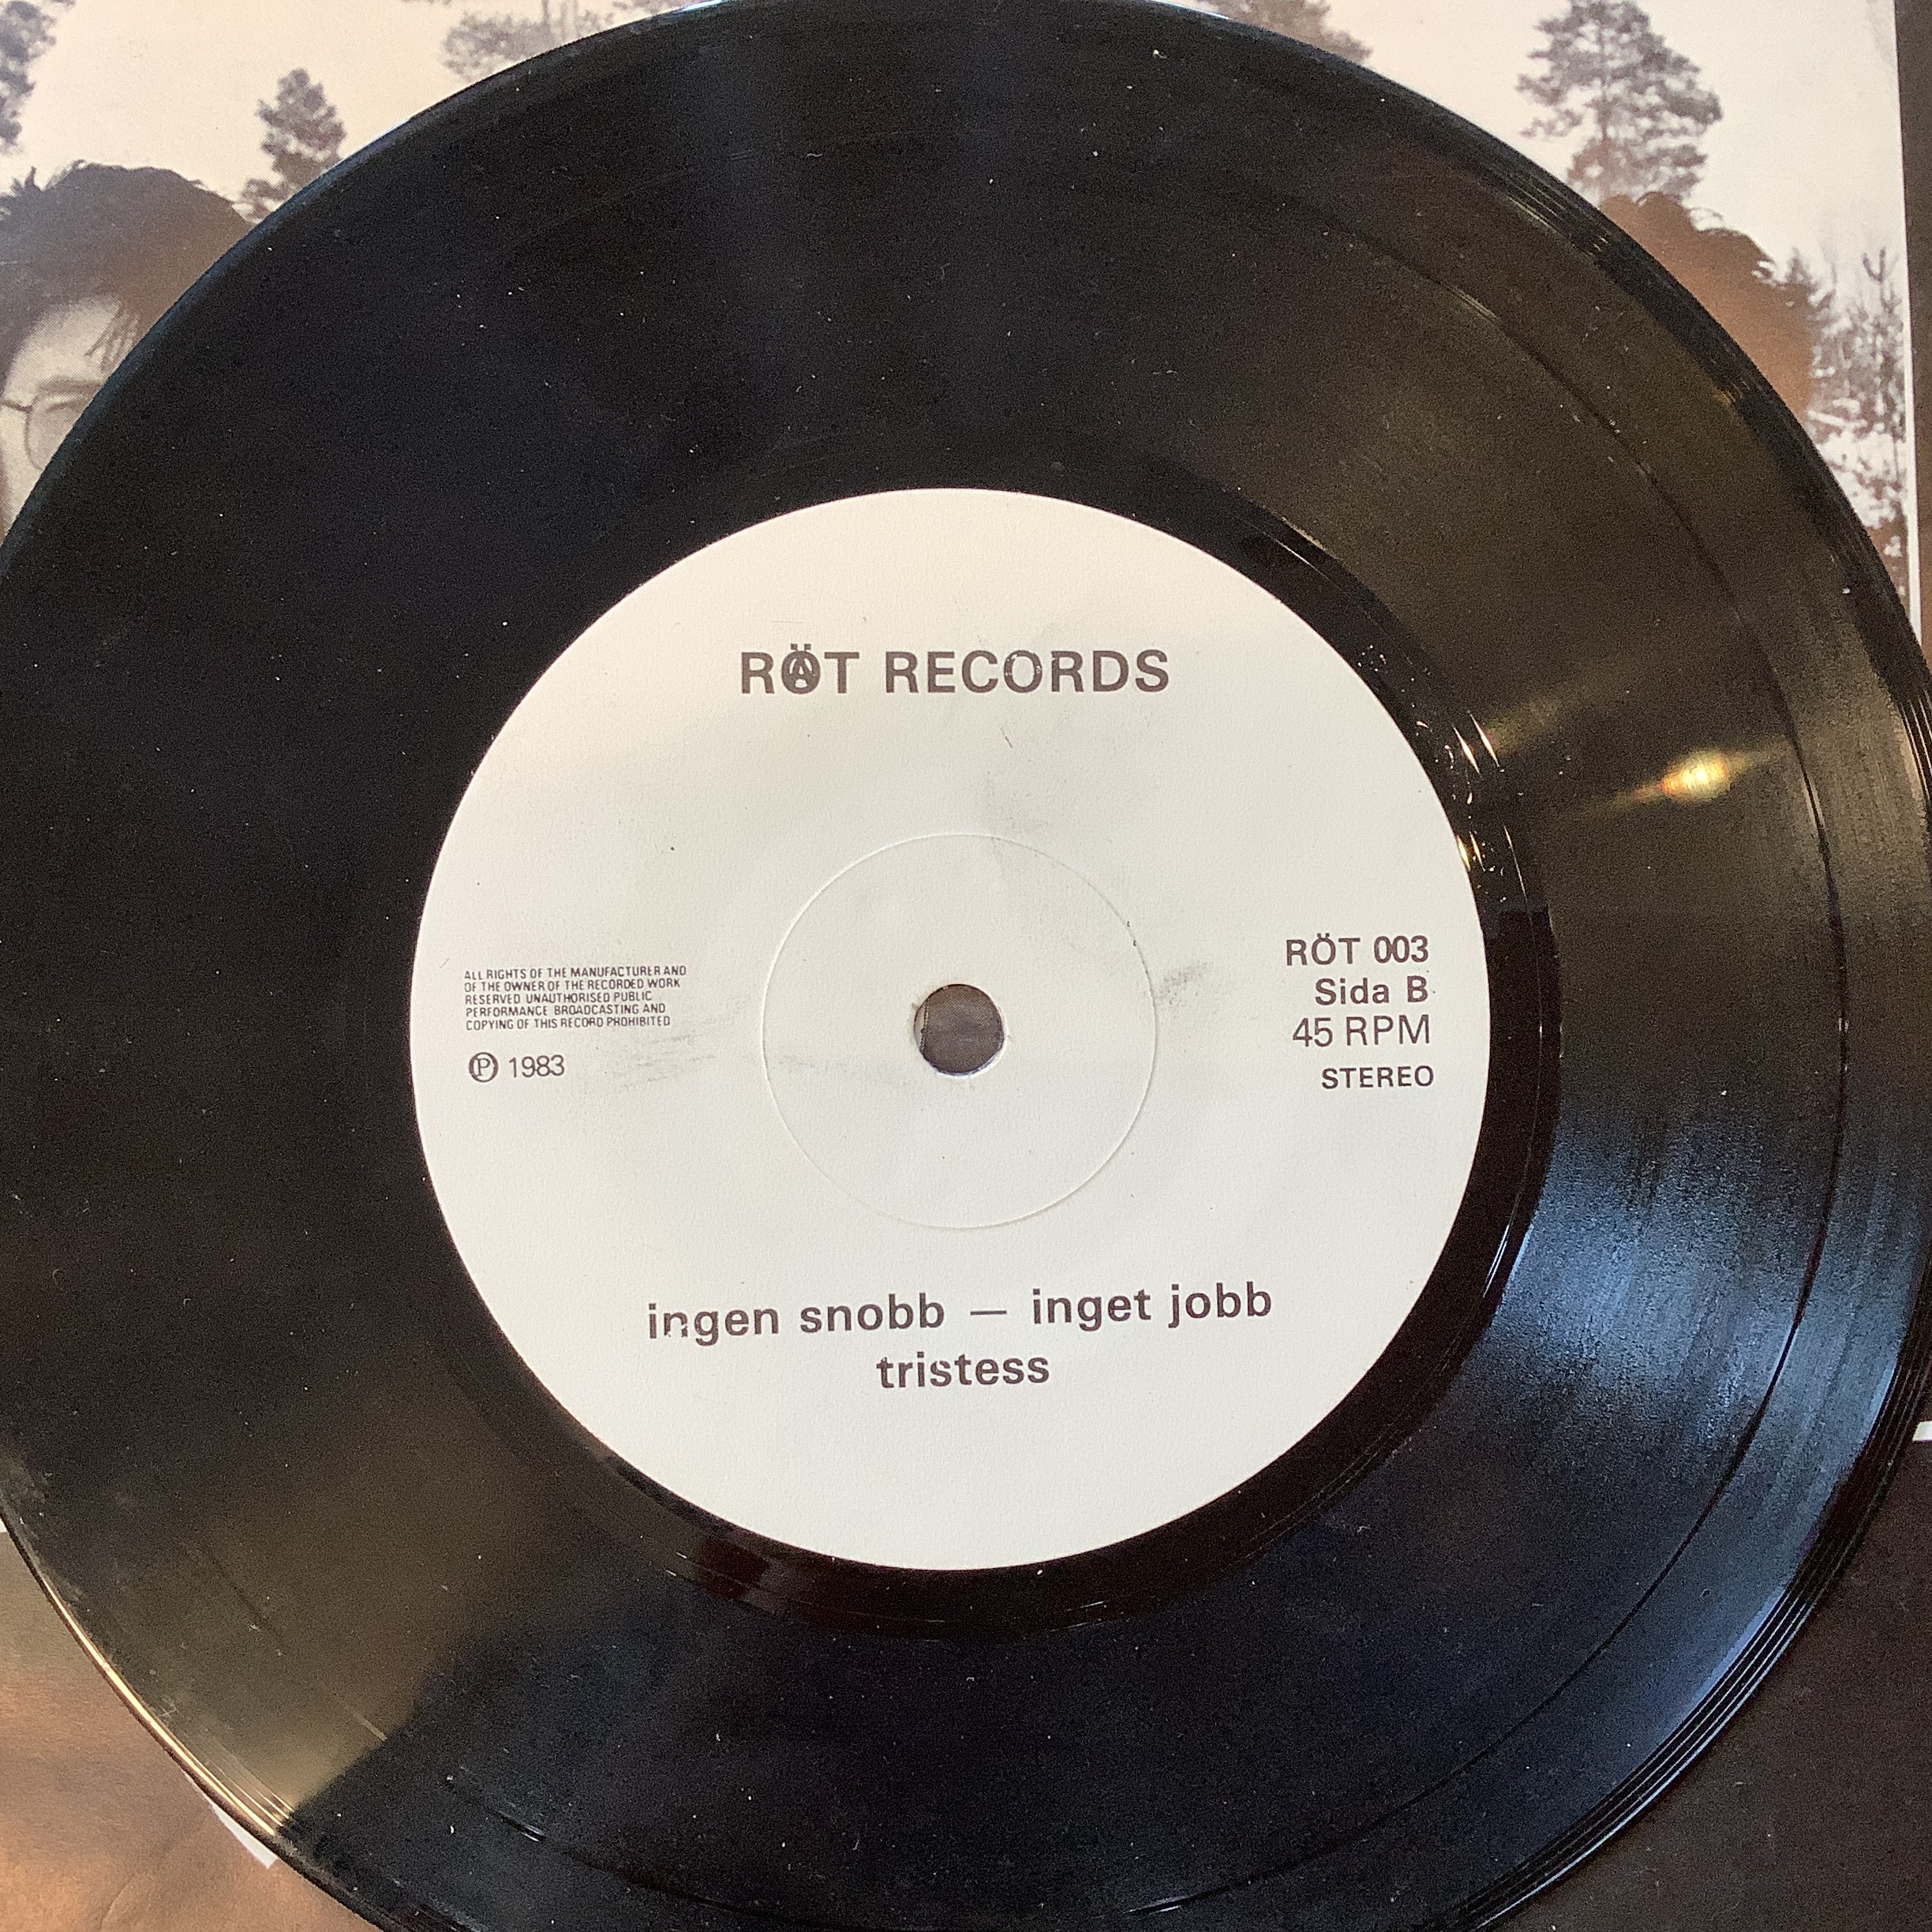 RÖT RECORDS
ALL RIGHTS OF THE MANUFACTURER AND
OF THE OWNER OF THE RECORDED WORK
RESERVED UNAUTHORISED PUBLIC
PERFORMANCE BROADCASTING AND
COPYING OF THIS RECORD PROHIBITED
Ⓟ 1983
RÖT 003
Sida B
45 RPM
STEREO
ingen snobb — inget jobb
tristess